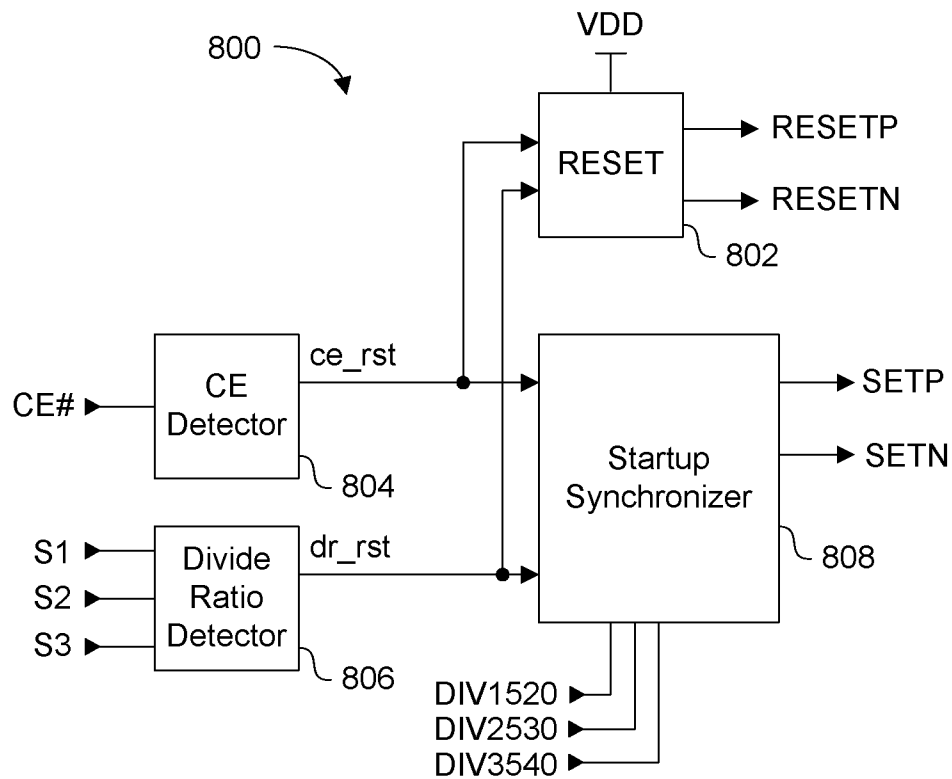 800
VDD
RESET
RESETP
RESETN
802
CE#
CE
Detector
804
ce_rst
S1
S2
S3
Divide
Ratio
Detector
806
dr_rst
Startup
Synchronizer
808
SETP
SETN
DIV1520
DIV2530
DIV3540